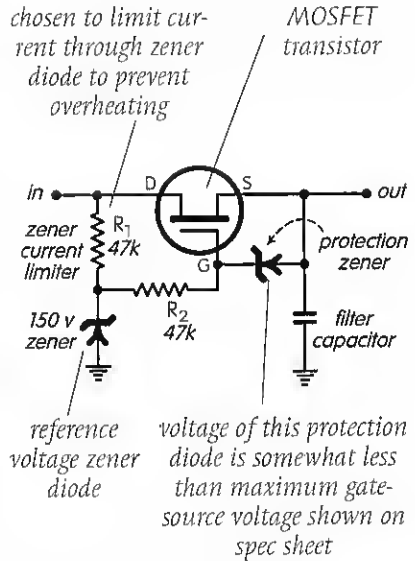 chosen to limit cur-
rent through zener
diode to prevent
overheating
MOSFET
transistor
in
D
S
out
R1
47k
zener
current
limiter
G
protection
zener
R2
47k
150 v
zener
filter
capacitor
reference
voltage zener
diode
voltage of this protection
diode is somewhat less
than maximum gate-
source voltage shown on
spec sheet